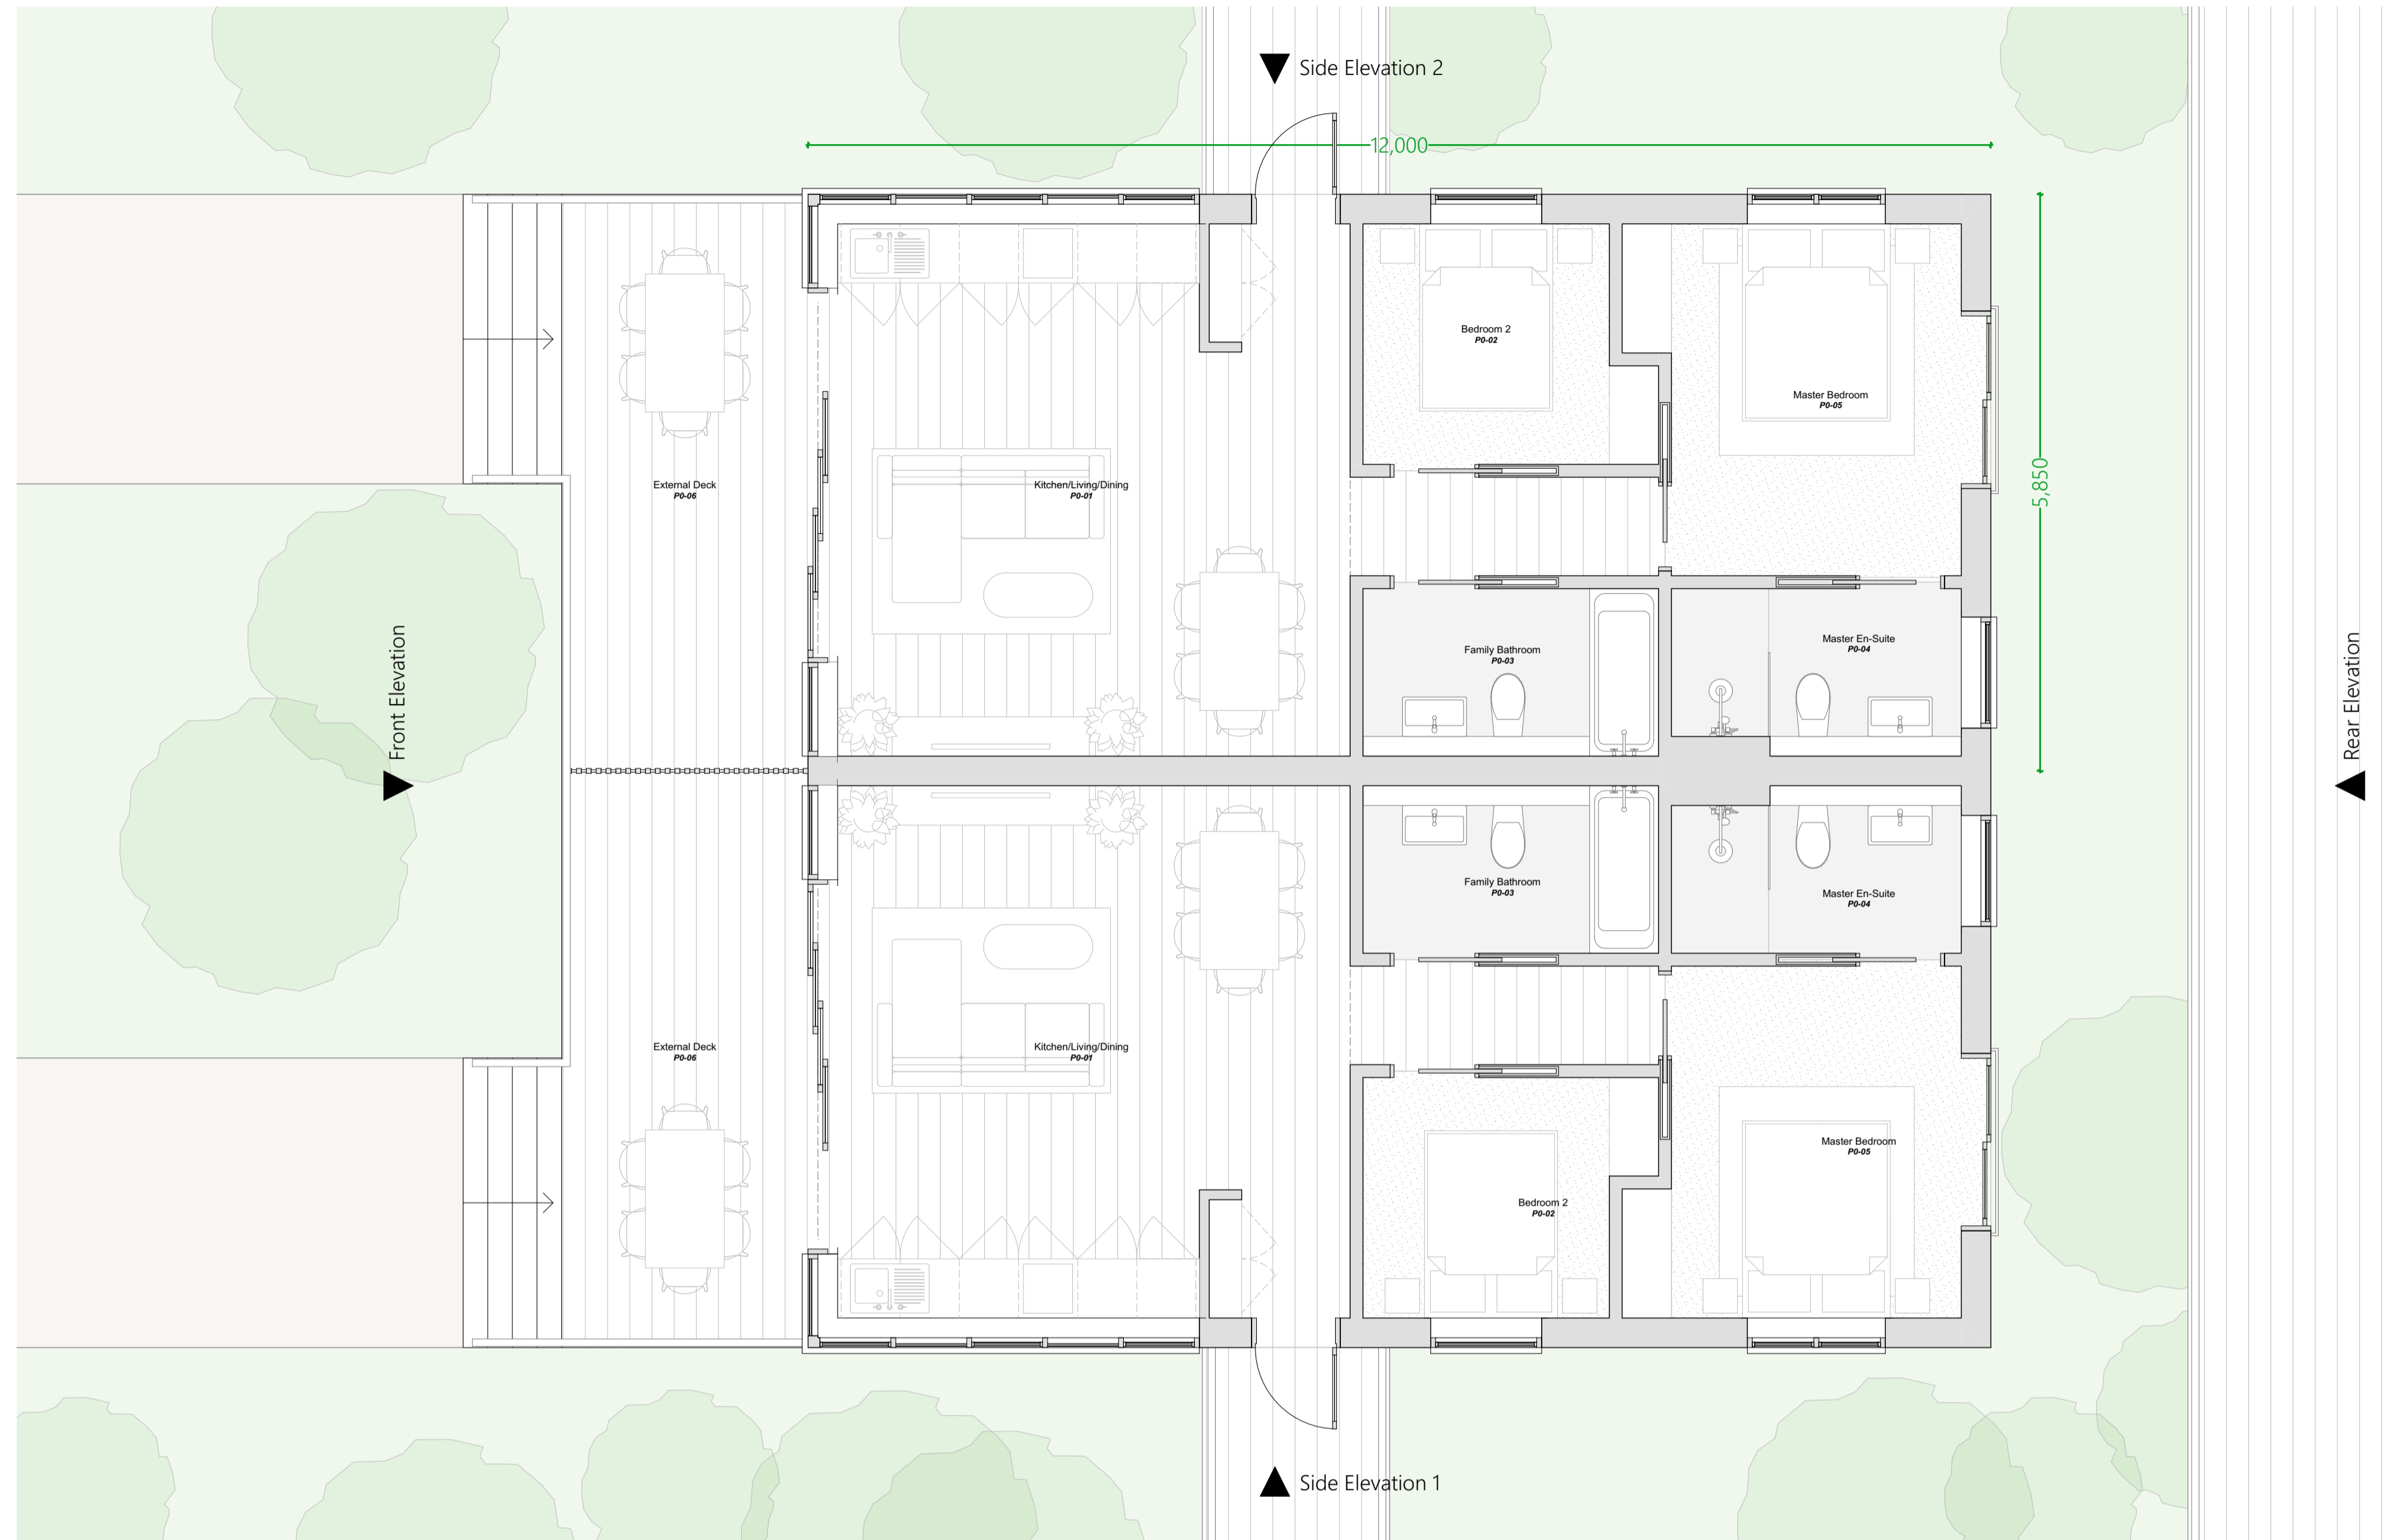 Side Elevation 2
12,000
Bedroom 2
P0-02
Master Bedroom
P0-05
5,850
External Deck
P0-06
Kitchen/Living/Dining
P0-01
Front Elevation
Family Bathroom
P0-03
Master En-Suite
P0-04
Rear Elevation
Family Bathroom
P0-03
Master En-Suite
P0-04
External Deck
P0-06
Kitchen/Living/Dining
P0-01
Master Bedroom
P0-05
Bedroom 2
P0-02
Side Elevation 1